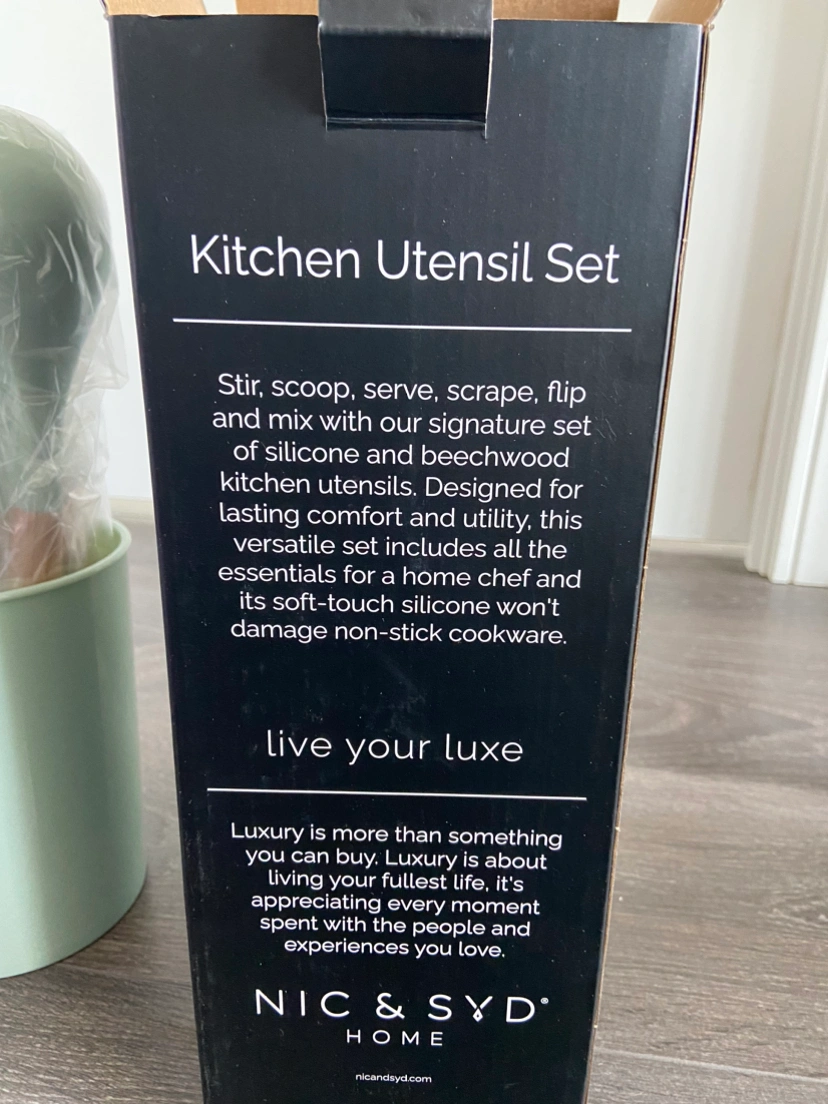 Kitchen Utensil Set
Stir, scoop, serve, scrape, flip
and mix with our signature set
of silicone and beechwood
kitchen utensils. Designed for
lasting comfort and utility, this
versatile set includes all the
essentials for a home chef and
its soft-touch silicone won't
damage non-stick cookware.
live your luxe
Luxury is more than something
you can buy. Luxury is about
living your fullest life, it's
appreciating every moment
spent with the people and
experiences you love.
NIC & SYD®
HOME
nicandsyd.com